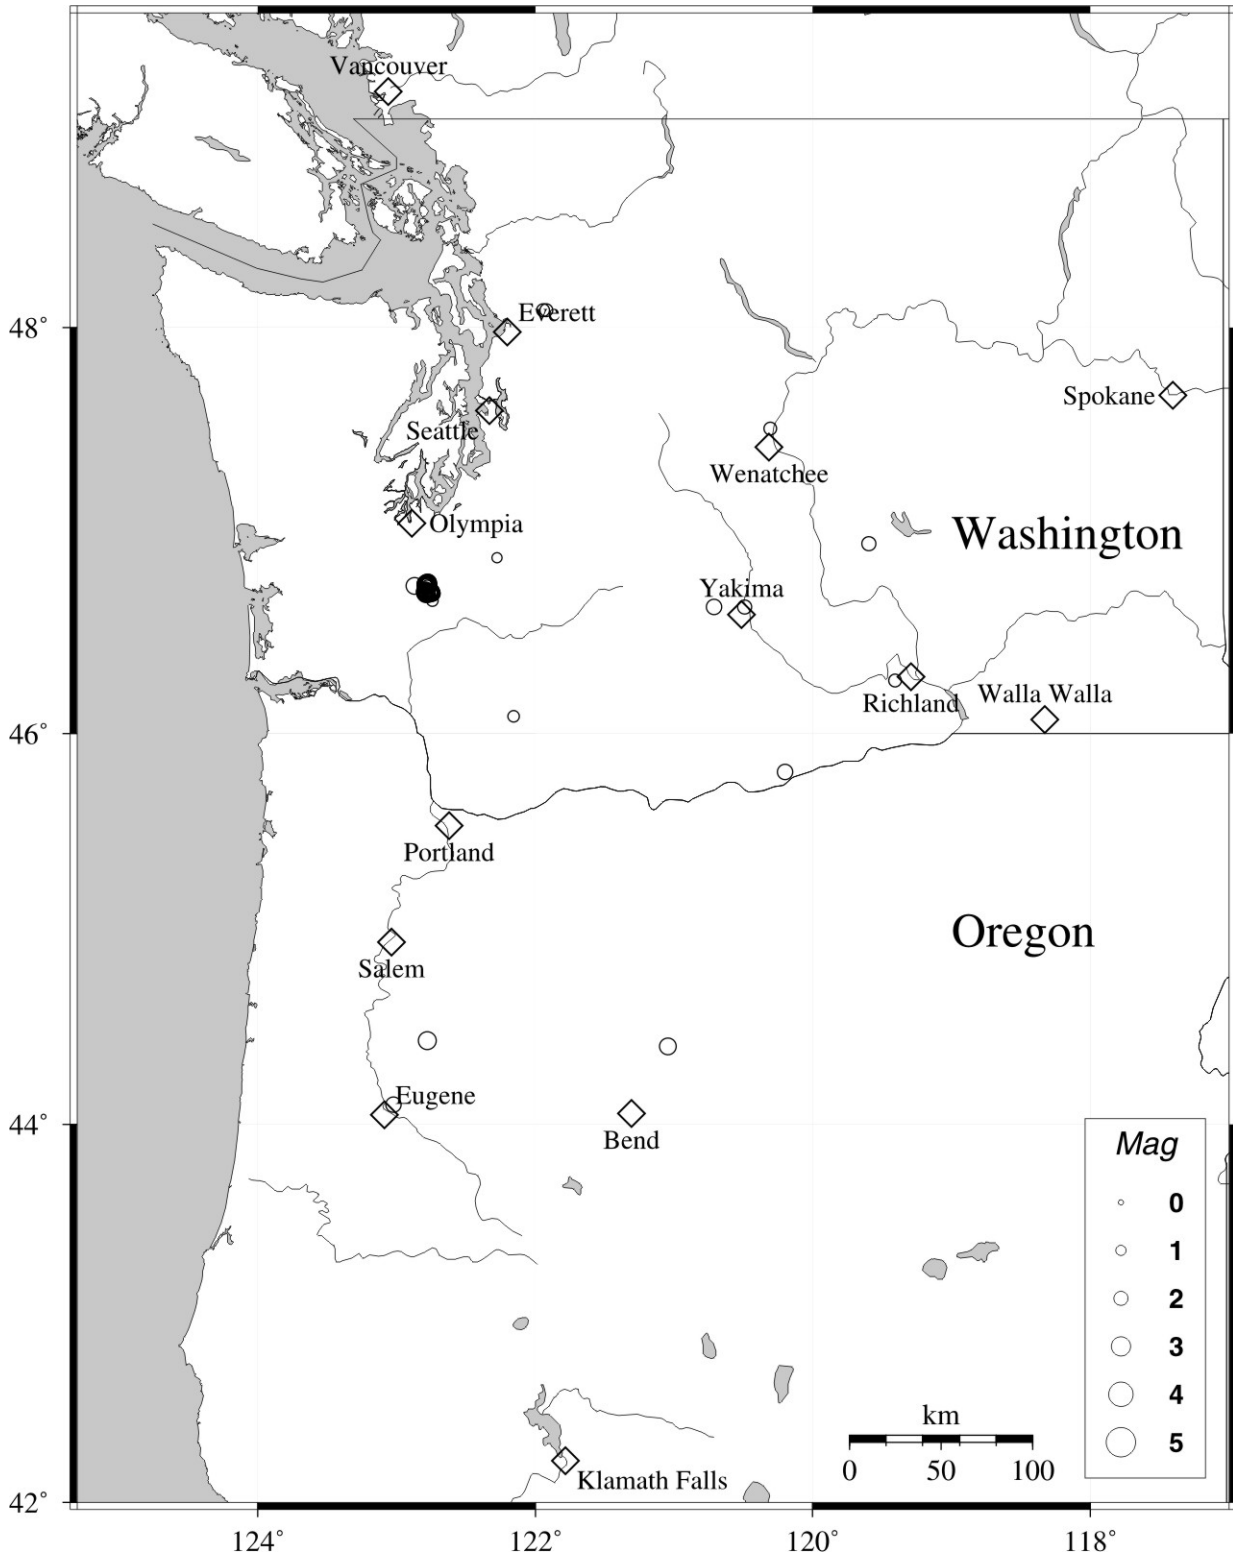 Vancouver
Everett
48°
Spokane
Seattle
Wenatchee
Olympia
Washington
Yakima
Richland
Walla Walla
46°
Portland
Oregon
Salem
Eugene
44°
Bend
Mag
0
1
2
3
4
5
km
0 50 100
Klamath Falls
42°
124° 122° 120° 118°